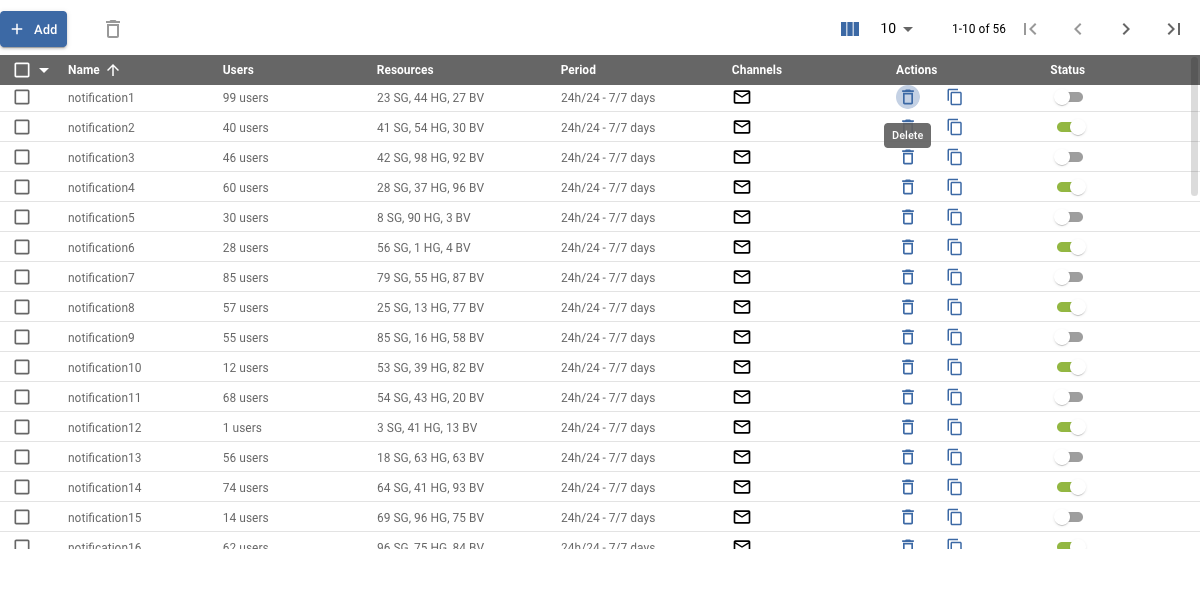 Add 10 1-10 of 56
Name Users Resources Period Channels Actions Status
notification1 99 users 23 SG, 44 HG, 27 BV 24h/24 - 7/7 days
notification2 40 users 41 SG, 54 HG, 30 BV 24h/24 - 7/7 days
Delete
notification3 46 users 42 SG, 98 HG, 92 BV 24h/24 - 7/7 days
notification4 60 users 28 SG, 37 HG, 96 BV 24h/24 - 7/7 days
notification5 30 users 8 SG, 90 HG, 3 BV 24h/24 - 7/7 days
notification6 28 users 56 SG, 1 HG, 4 BV 24h/24 - 7/7 days
notification7 85 users 79 SG, 55 HG, 87 BV 24h/24 - 7/7 days
notification8 57 users 25 SG, 13 HG, 77 BV 24h/24 - 7/7 days
notification9 55 users 85 SG, 16 HG, 58 BV 24h/24 - 7/7 days
notification10 12 users 53 SG, 39 HG, 82 BV 24h/24 - 7/7 days
notification11 68 users 54 SG, 43 HG, 20 BV 24h/24 - 7/7 days
notification12 1 users 3 SG, 41 HG, 13 BV 24h/24 - 7/7 days
notification13 56 users 18 SG, 63 HG, 63 BV 24h/24 - 7/7 days
notification14 74 users 64 SG, 41 HG, 93 BV 24h/24 - 7/7 days
notification15 14 users 69 SG, 96 HG, 75 BV 24h/24 - 7/7 days
notification16 62 users 96 SG, 75 HG, 84 BV 24h/24 - 7/7 days